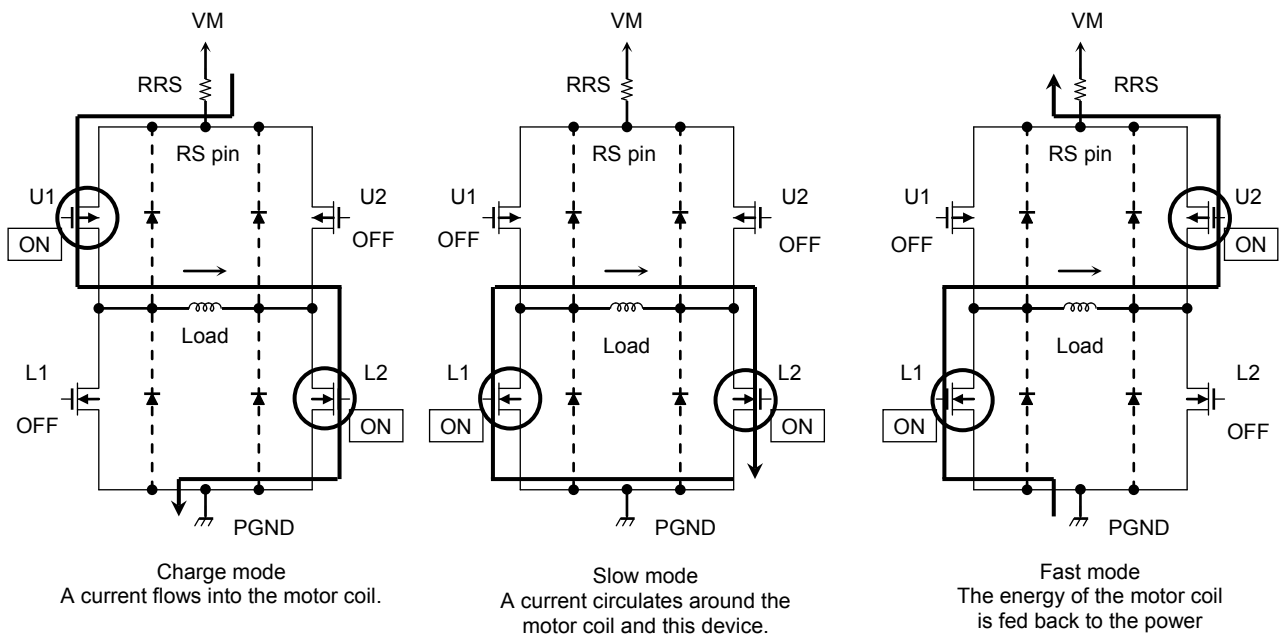 VM
RRS
RS pin
U1
U2
ON
OFF
Load
L1
L2
OFF
ON
PGND
Charge mode
A current flows into the motor coil.
VM
RRS
RS pin
U1
U2
OFF
OFF
Load
L1
L2
ON
ON
PGND
Slow mode
A current circulates around the
motor coil and this device.
VM
RRS
RS pin
U1
U2
OFF
ON
Load
L1
L2
ON
OFF
PGND
Fast mode
The energy of the motor coil
is fed back to the power